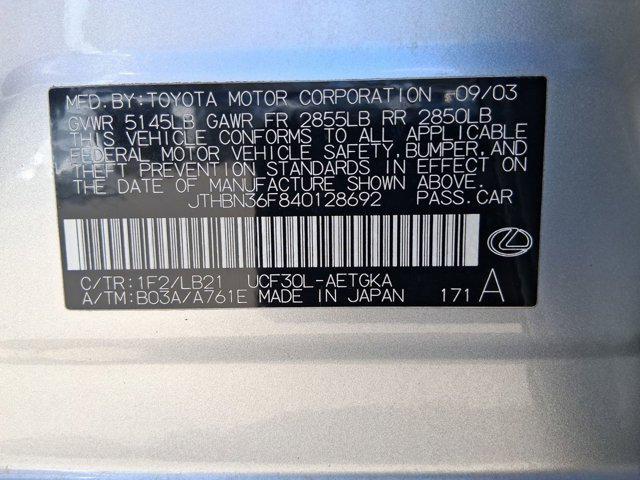 MFD. BY: TOYOTA MOTOR CORPORATION 09/03
GVWR 5145LB GAWR FR 2855LB RR 2850LB
THIS VEHICLE CONFORMS TO ALL APPLICABLE
FEDERAL MOTOR VEHICLE SAFETY, BUMPER, AND
THEFT PREVENTION STANDARDS IN EFFECT ON
THE DATE OF MANUFACTURE SHOWN ABOVE.
JTHBN36F840128692 PASS. CAR
C/TR: 1F2/LB21 UCF30L-AETGKA
A/TM: B03A/A761E MADE IN JAPAN 171 A